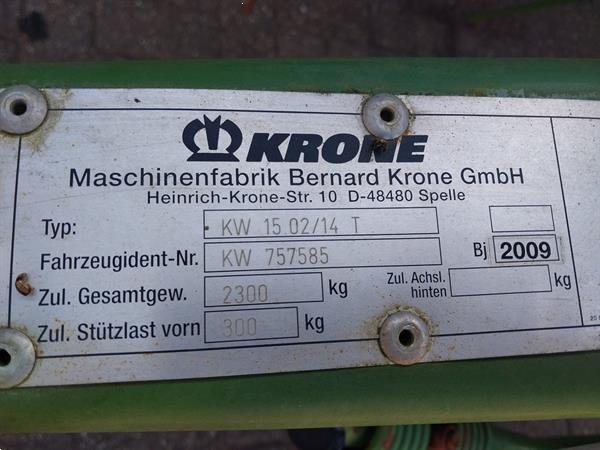 KRONE
Maschinenfabrik Bernard Krone GmbH
Heinrich-Krone-Str. 10 D-48480 Spelle
Typ: KW 15.02/14 T
Fahrzeugident-Nr. KW 757585 Bj 2009
Zul. Gesamtgew. 2300 kg Zul. Achsl. hinten kg
Zul. Stützlast vorn 300 kg